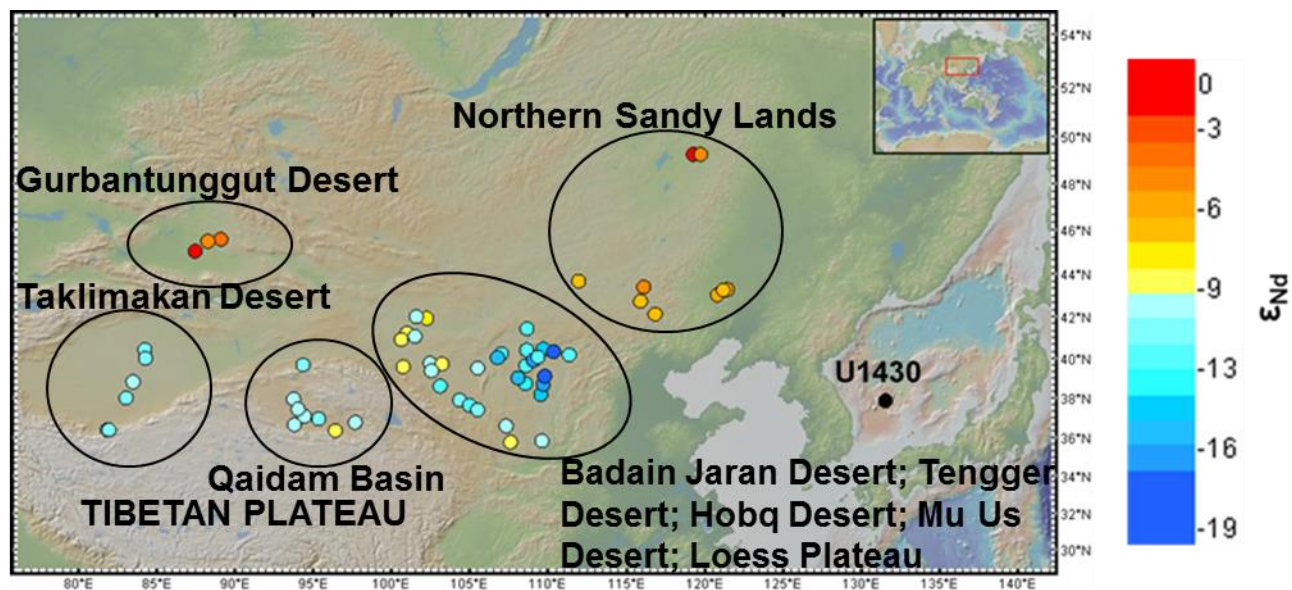 54°N
50°N
48°N
46°N
44°N
42°N
40°N
38°N
36°N
34°N
32°N
30°N
80°E
85°E
90°E
95°E
100°E
105°E
110°E
115°E
120°E
125°E
130°E
135°E
140°E
Northern Sandy Lands
Gurbantunggut Desert
Taklimakan Desert
U1430
Qaidam Basin
TIBETAN PLATEAU
Badain Jaran Desert; Tengger
Desert; Hobq Desert; Mu Us
Desert; Loess Plateau
0
-3
-6
-9
-13
-16
-19
εNd